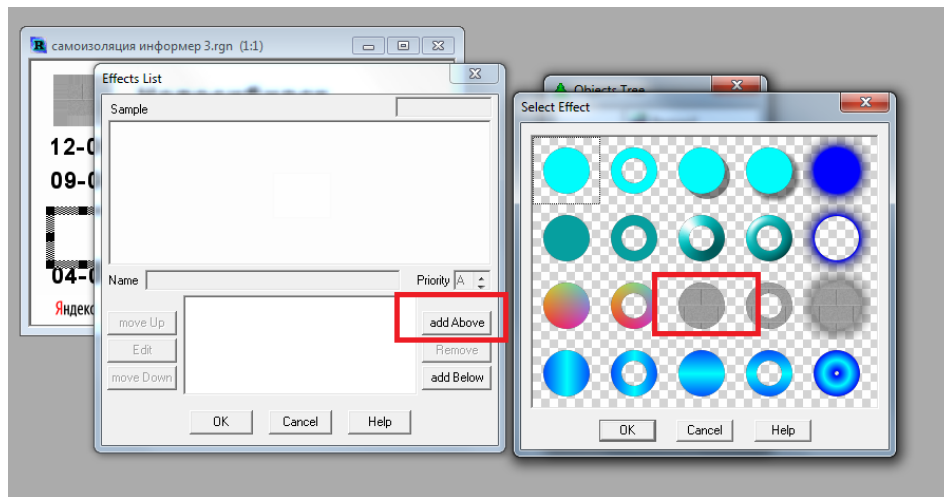 самоизоляция информер 3.rgn (1:1)
Effects List
Sample
Name
Priority A
move Up
Edit
move Down
add Above
Remove
add Below
OK Cancel Help
12-0
09-0
04-0
Яндекс
Objects Tree
Select Effect
OK Cancel Help